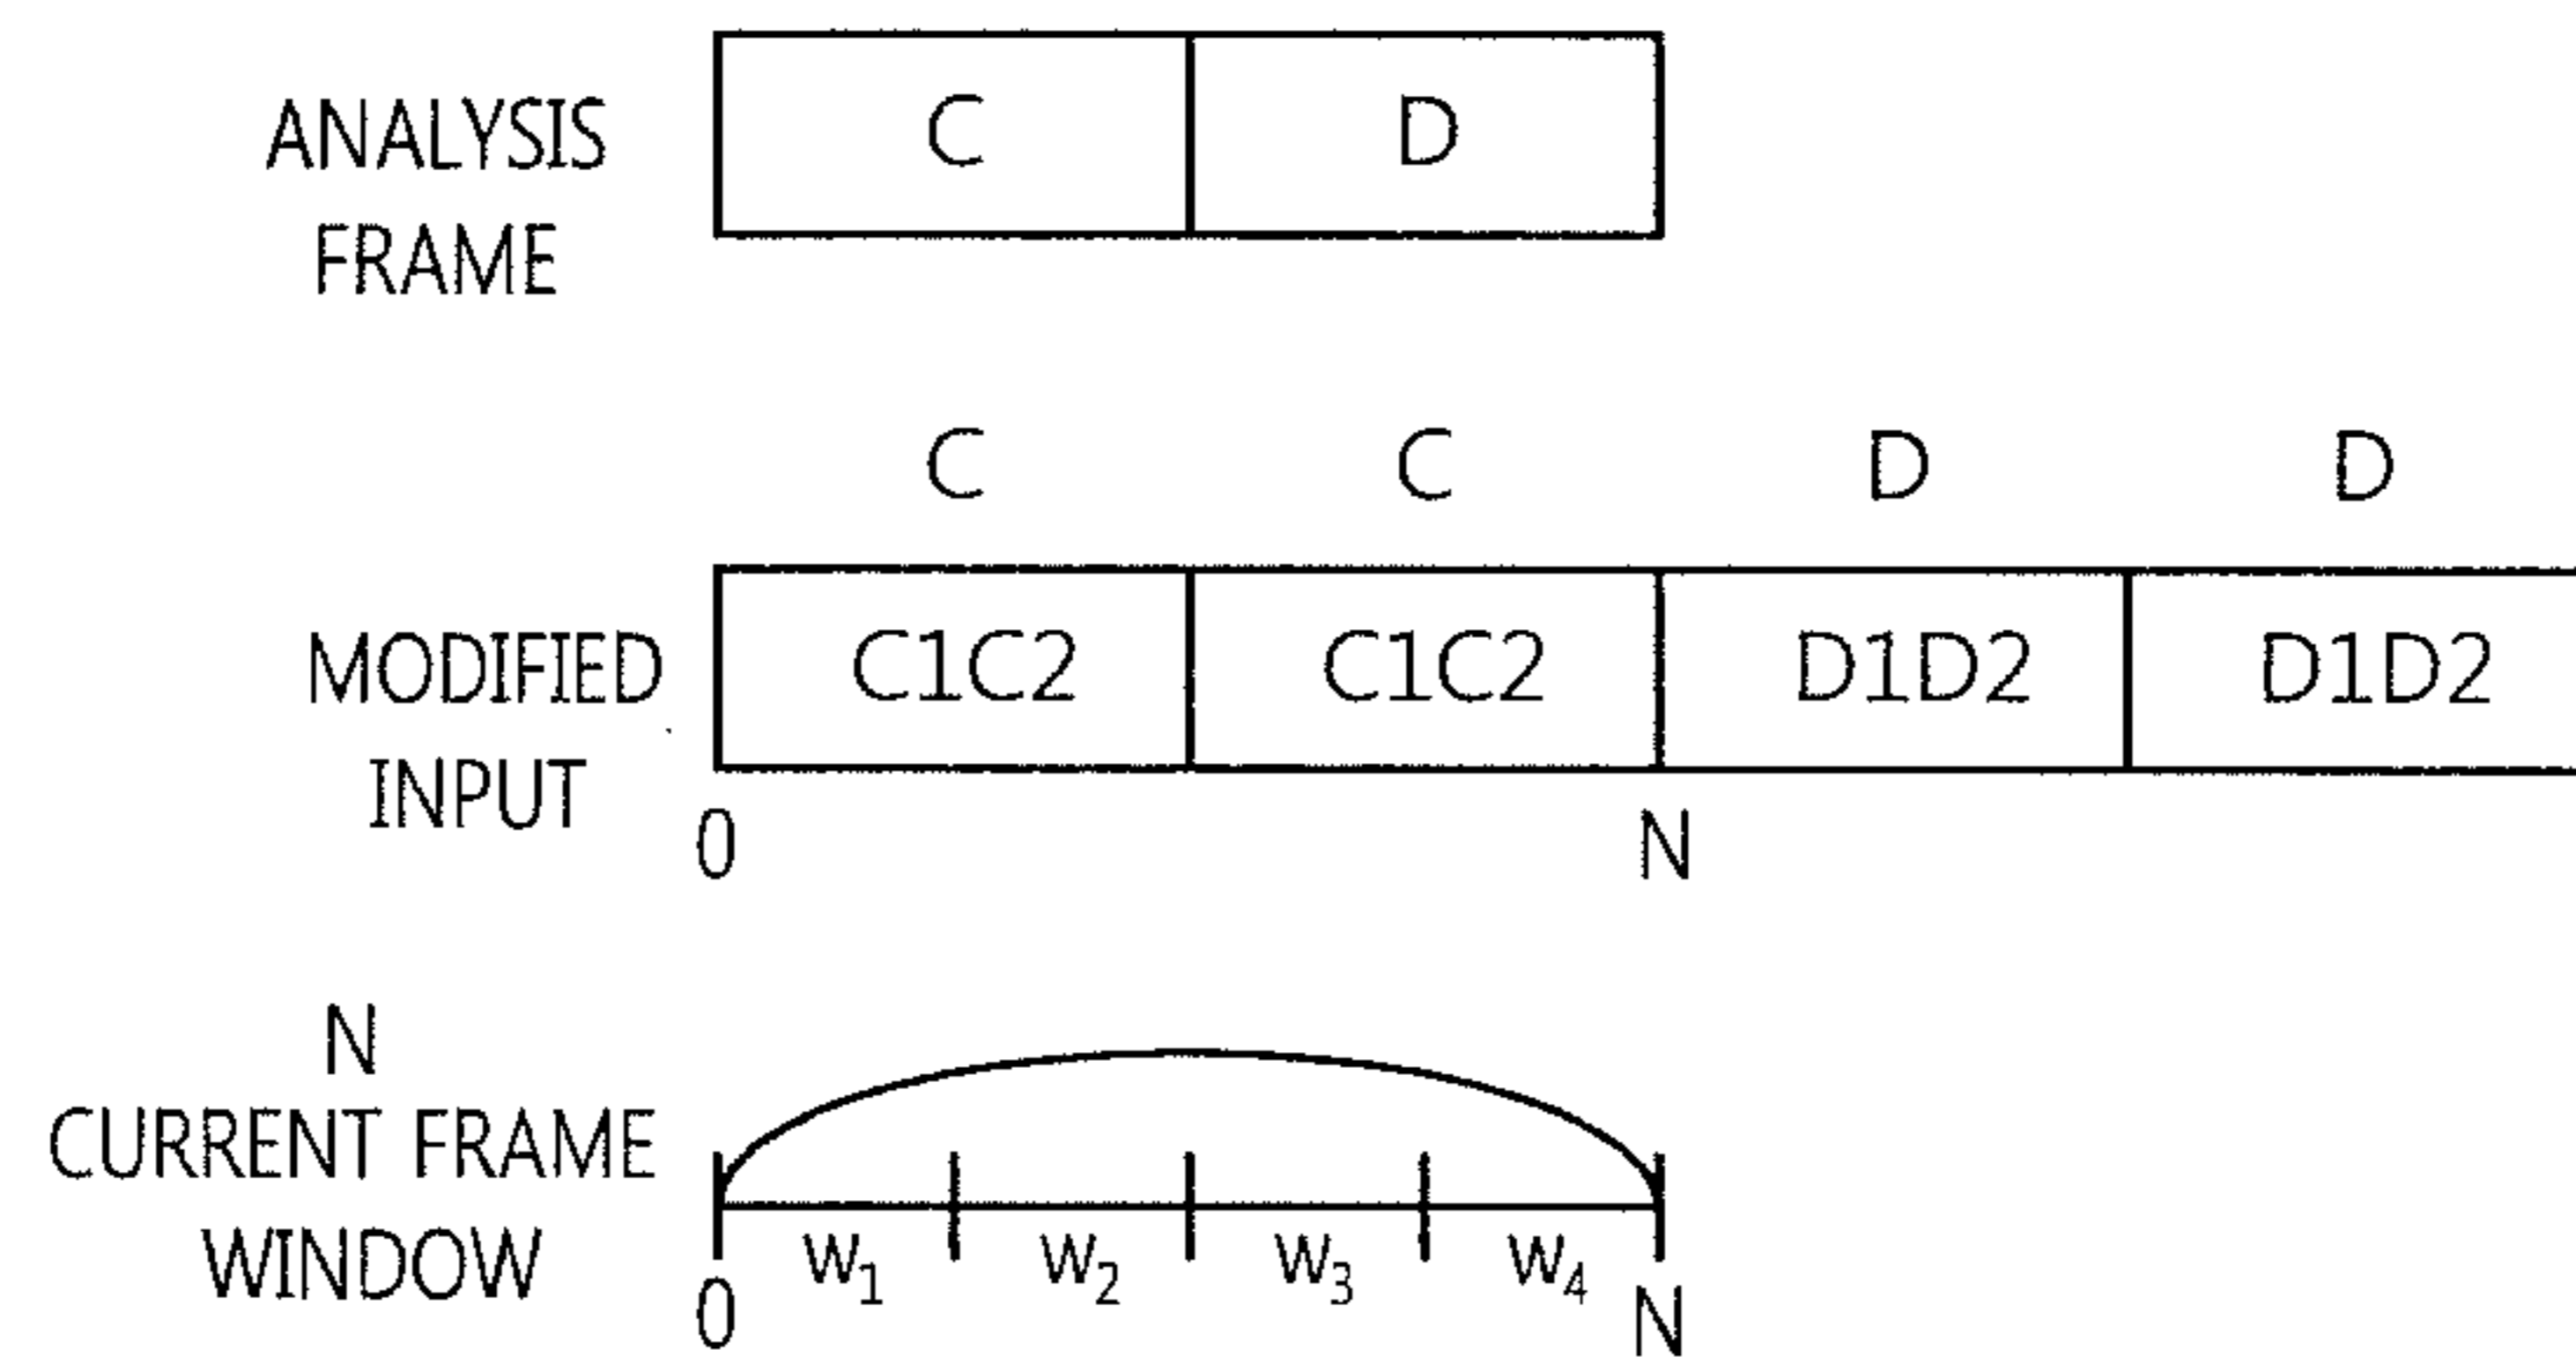 ANALYSIS
FRAME
C D
C C D D
MODIFIED
INPUT
C1C2 C1C2 D1D2 D1D2
0 N
N
CURRENT FRAME
WINDOW
W1 W2 W3 W4
0 N